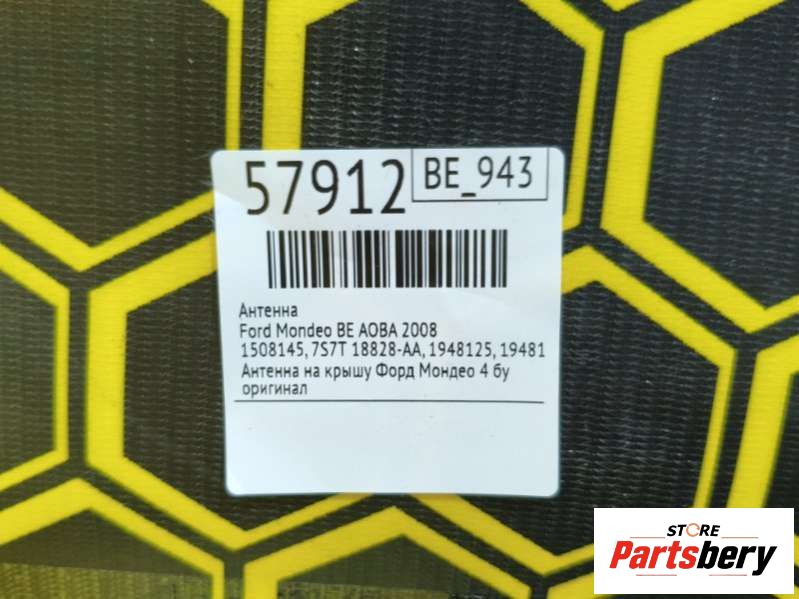 57912 BE_943
Антенна
Ford Mondeo BE AOBA 2008
1508145, 7S7T 18828-AA, 1948125, 19481
Антенна на крышу Форд Мондео 4 бу
оригинал
STORE
Partsbery